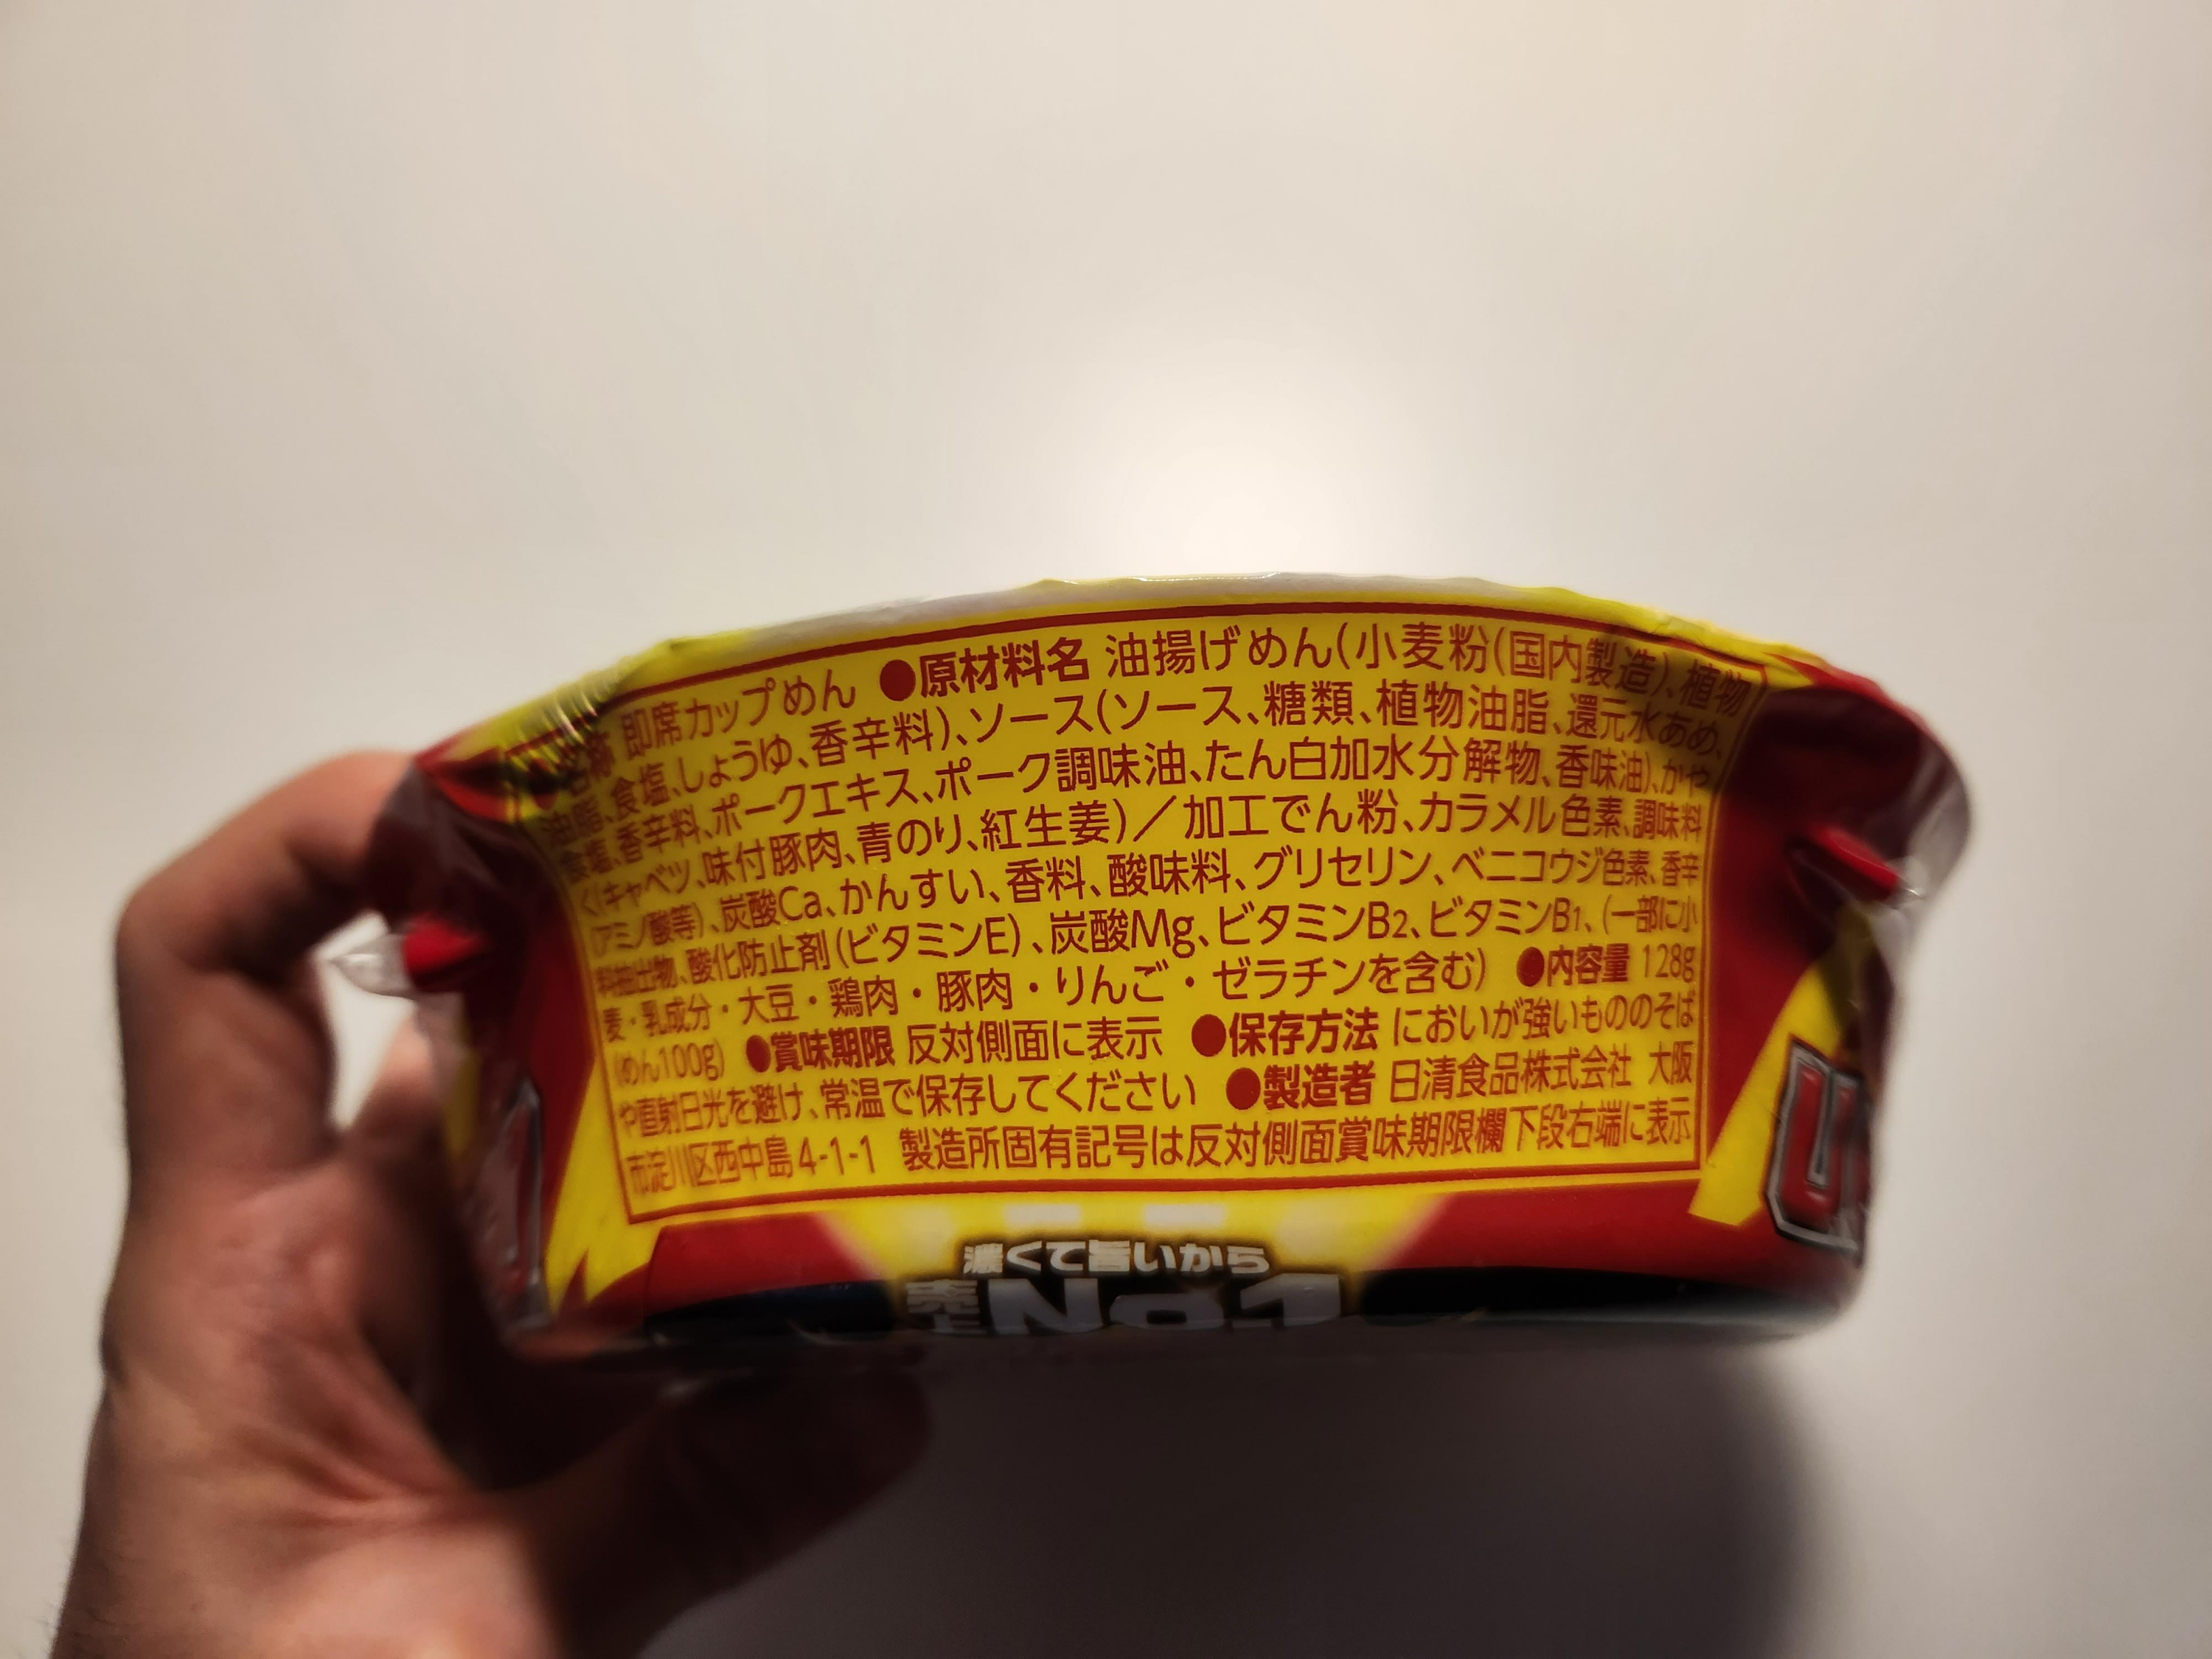 ●名称 即席カップめん ●原材料名 油揚げめん(小麦粉(国内製造)、植物
油脂、食塩、しょうゆ、香辛料)、ソース(ソース、糖類、植物油脂、還元水あめ、
食塩、香辛料、ポークエキス、ポーク調味油、たん白加水分解物、香味油)、かや
く(キャベツ、味付豚肉、青のり、紅生姜)／加工でん粉、カラメル色素、調味料
(アミノ酸等)、炭酸Ca、かんすい、香料、酸味料、グリセリン、ベニコウジ色素、香辛
料抽出物、酸化防止剤(ビタミンE)、炭酸Mg、ビタミンB2、ビタミンB1、(一部に小
麦・乳成分・大豆・鶏肉・豚肉・りんご・ゼラチンを含む) ●内容量 128g
(めん100g) ●賞味期限 反対側面に表示 ●保存方法 においが強いもののそば
や直射日光を避け、常温で保存してください ●製造者 日清食品株式会社 大阪
市淀川区西中島4-1-1 製造所固有記号は反対側面賞味期限欄下段右端に表示
濃くて旨いから
売上No.1
U